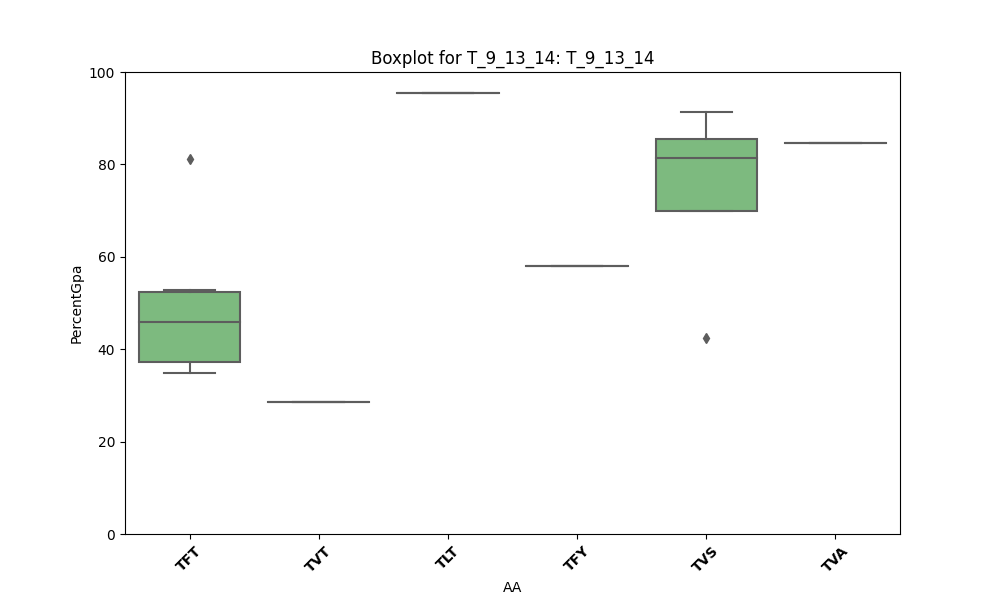 Boxplot for T_9_13_14: T_9_13_14
100
80
60
40
20
0
PercentGpa
TFT
TVT
TLT
TFY
TVS
TVA
AA